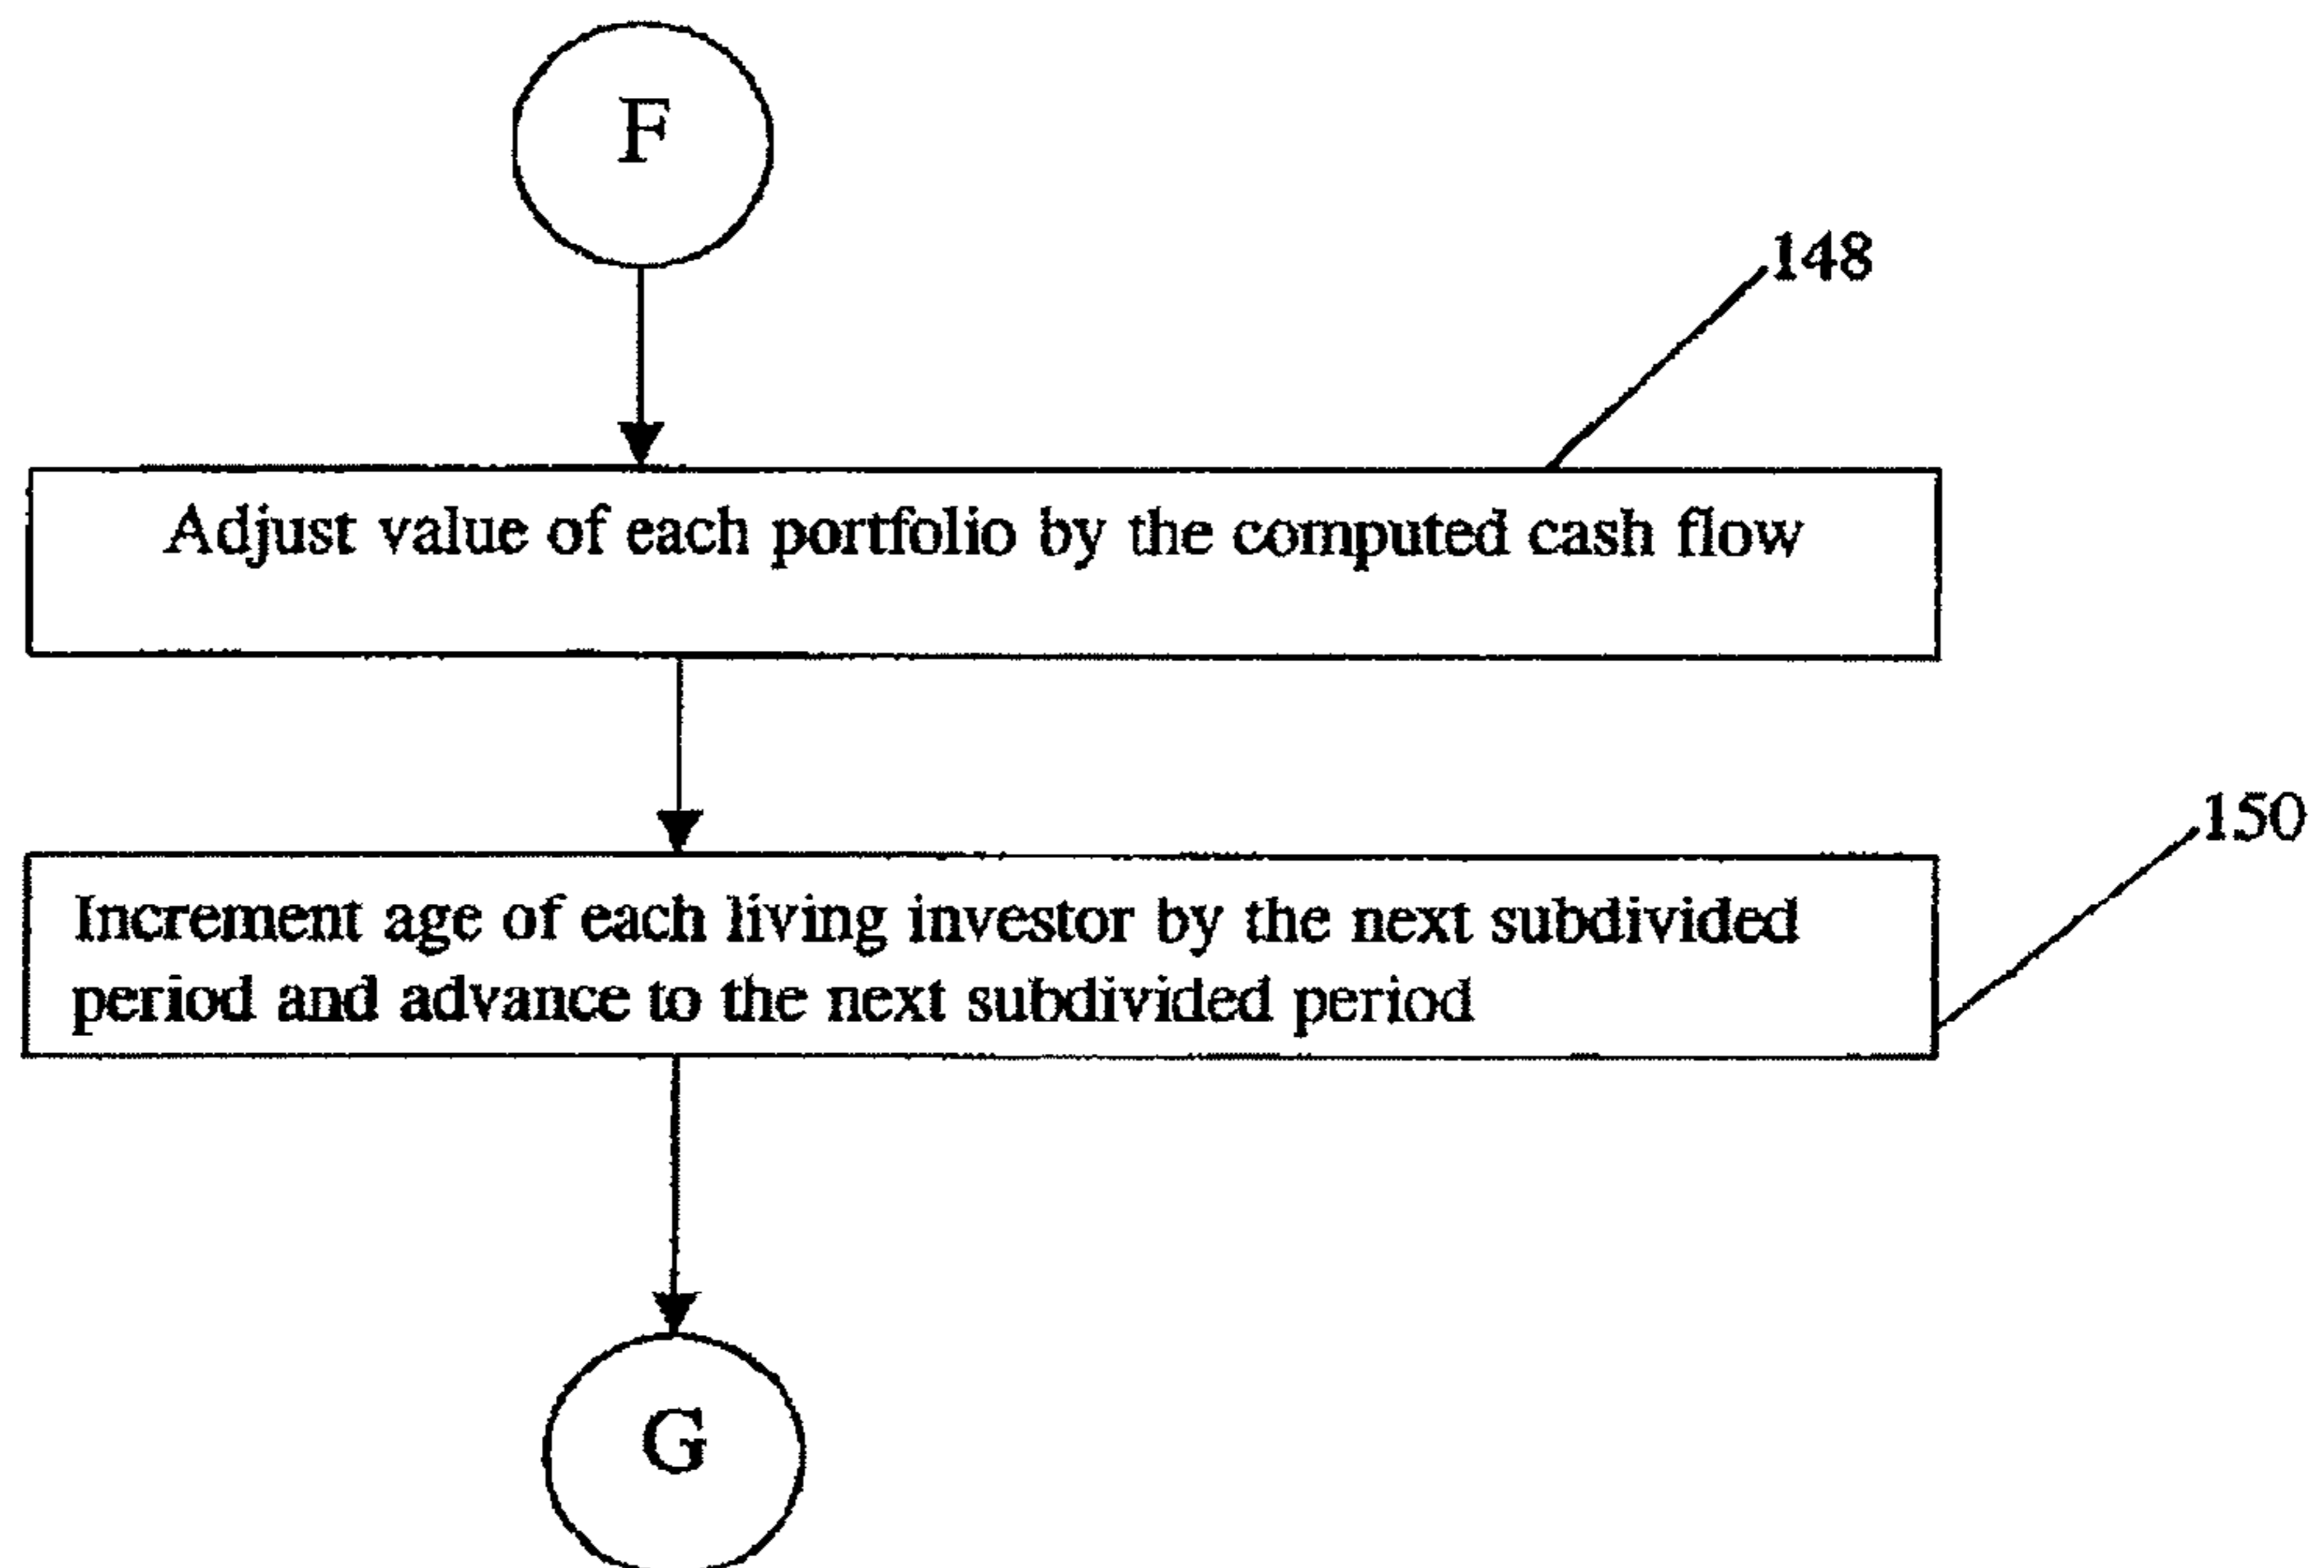 F
148
Adjust value of each portfolio by the computed cash flow
150
Increment age of each living investor by the next subdivided
period and advance to the next subdivided period
G